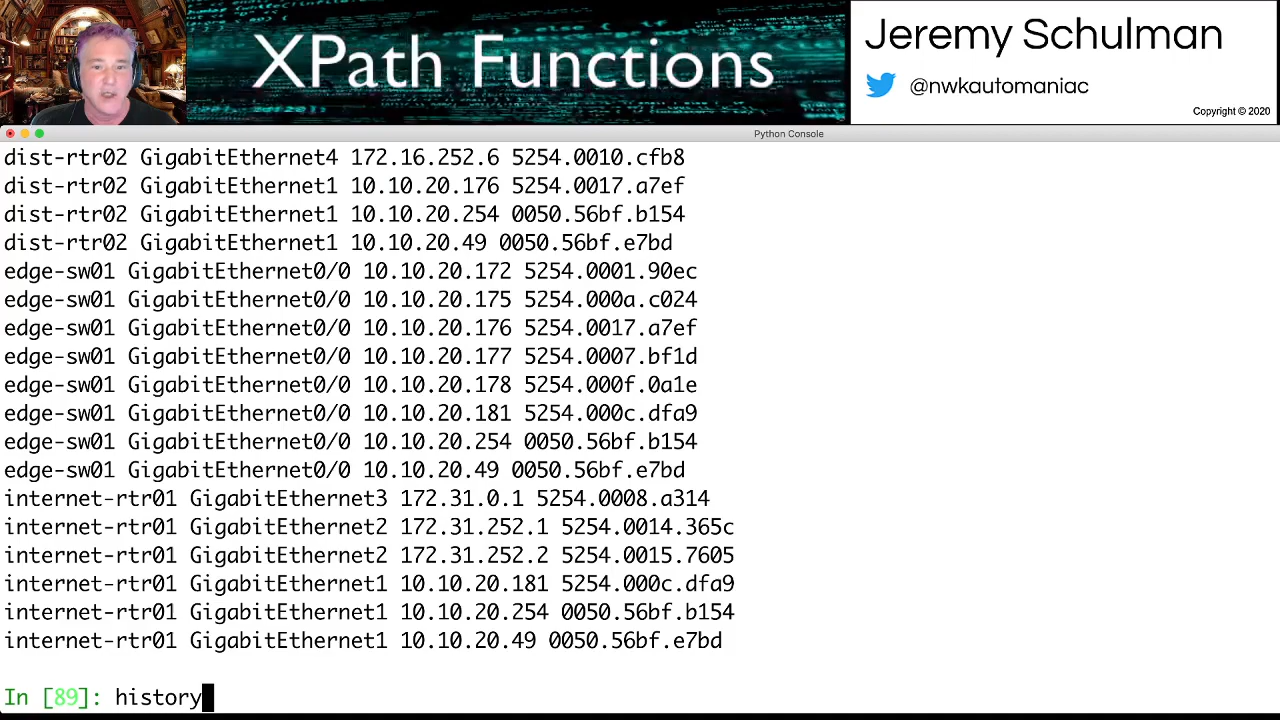 XPath Functions
Jeremy Schulman
@nwkautomaniac
Copyright © 2020
Python Console
dist-rtr02 GigabitEthernet4 172.16.252.6 5254.0010.cfb8
dist-rtr02 GigabitEthernet1 10.10.20.176 5254.0017.a7ef
dist-rtr02 GigabitEthernet1 10.10.20.254 0050.56bf.b154
dist-rtr02 GigabitEthernet1 10.10.20.49 0050.56bf.e7bd
edge-sw01 GigabitEthernet0/0 10.10.20.172 5254.0001.90ec
edge-sw01 GigabitEthernet0/0 10.10.20.175 5254.000a.c024
edge-sw01 GigabitEthernet0/0 10.10.20.176 5254.0017.a7ef
edge-sw01 GigabitEthernet0/0 10.10.20.177 5254.0007.bf1d
edge-sw01 GigabitEthernet0/0 10.10.20.178 5254.000f.0a1e
edge-sw01 GigabitEthernet0/0 10.10.20.181 5254.000c.dfa9
edge-sw01 GigabitEthernet0/0 10.10.20.254 0050.56bf.b154
edge-sw01 GigabitEthernet0/0 10.10.20.49 0050.56bf.e7bd
internet-rtr01 GigabitEthernet3 172.31.0.1 5254.0008.a314
internet-rtr01 GigabitEthernet2 172.31.252.1 5254.0014.365c
internet-rtr01 GigabitEthernet2 172.31.252.2 5254.0015.7605
internet-rtr01 GigabitEthernet1 10.10.20.181 5254.000c.dfa9
internet-rtr01 GigabitEthernet1 10.10.20.254 0050.56bf.b154
internet-rtr01 GigabitEthernet1 10.10.20.49 0050.56bf.e7bd
In [89]: history